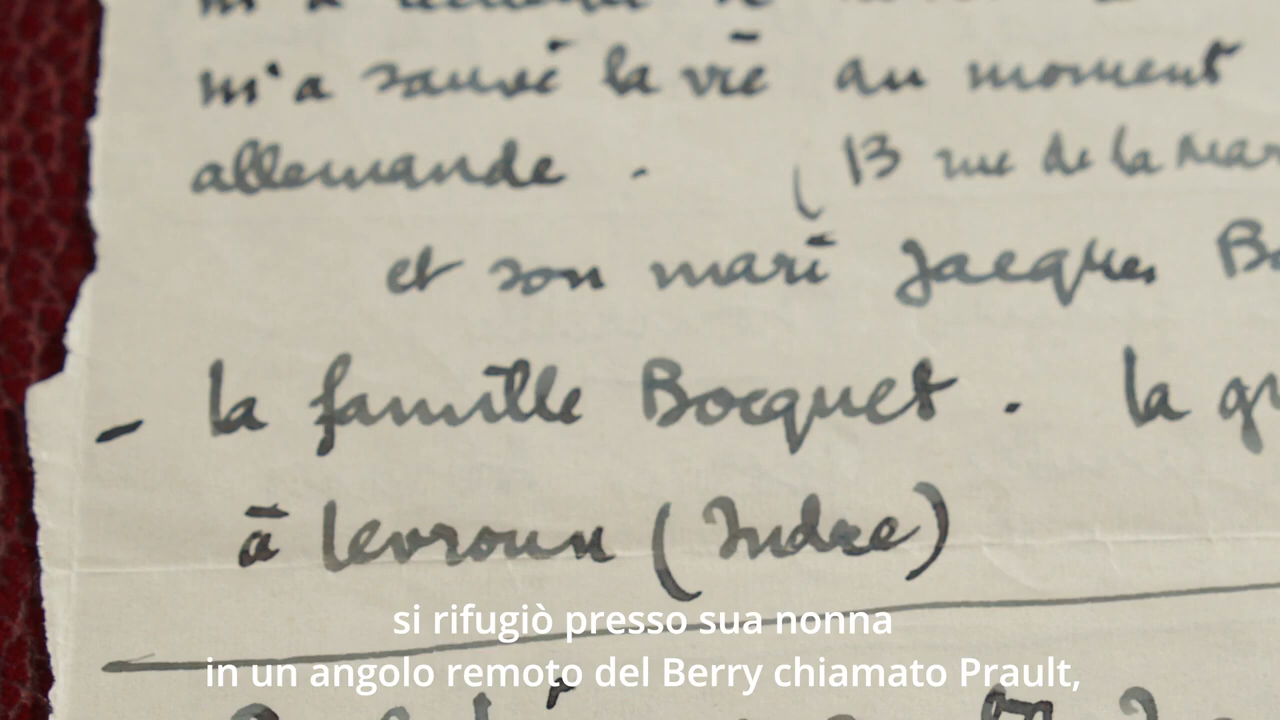 m'a sauvé la vie au moment
allemande . (13 rue de la
et son mari Jacques
- la famille Bocquet . la
à levroux (Indre)
si rifugiò presso sua nonna
in un angolo remoto del Berry chiamato Prault,